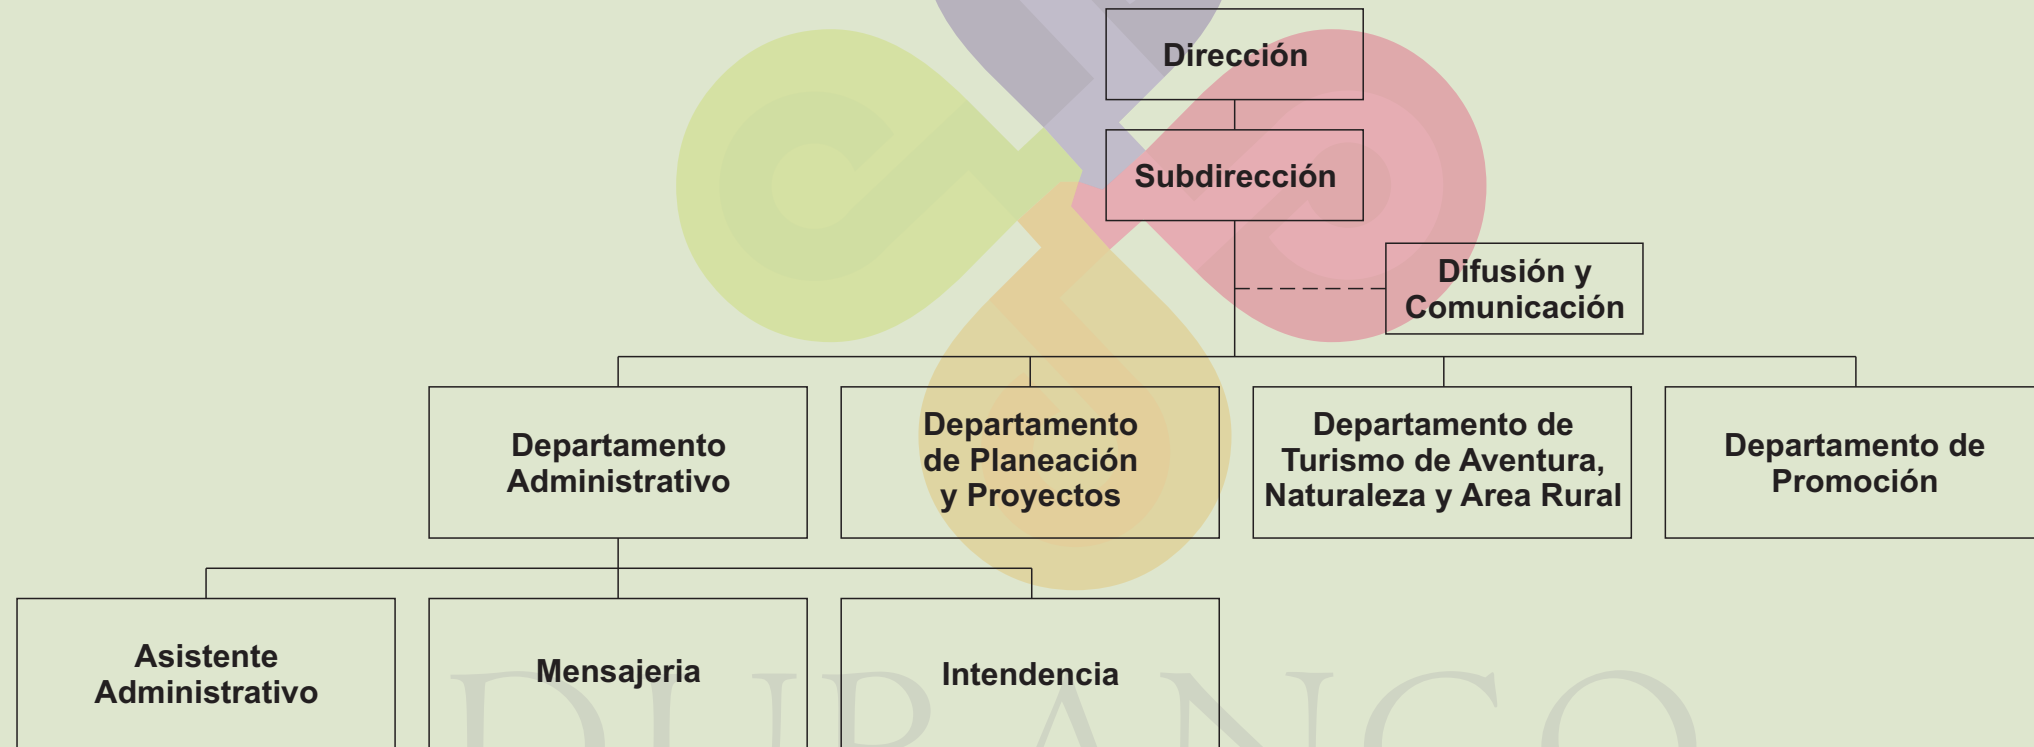 Dirección
Subdirección
Difusión y
Comunicación
Departamento
Administrativo
Departamento
de Planeación
y Proyectos
Departamento de
Turismo de Aventura,
Naturaleza y Area Rural
Departamento de
Promoción
Asistente
Administrativo
Mensajeria
Intendencia
DURANGO